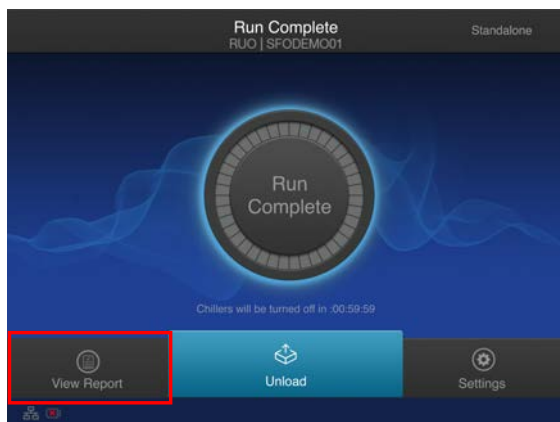 Run Complete
RUO | SFODEMO01
Standalone
Run
Complete
Chillers will be turned off in :00:59:59
View Report
Unload
Settings